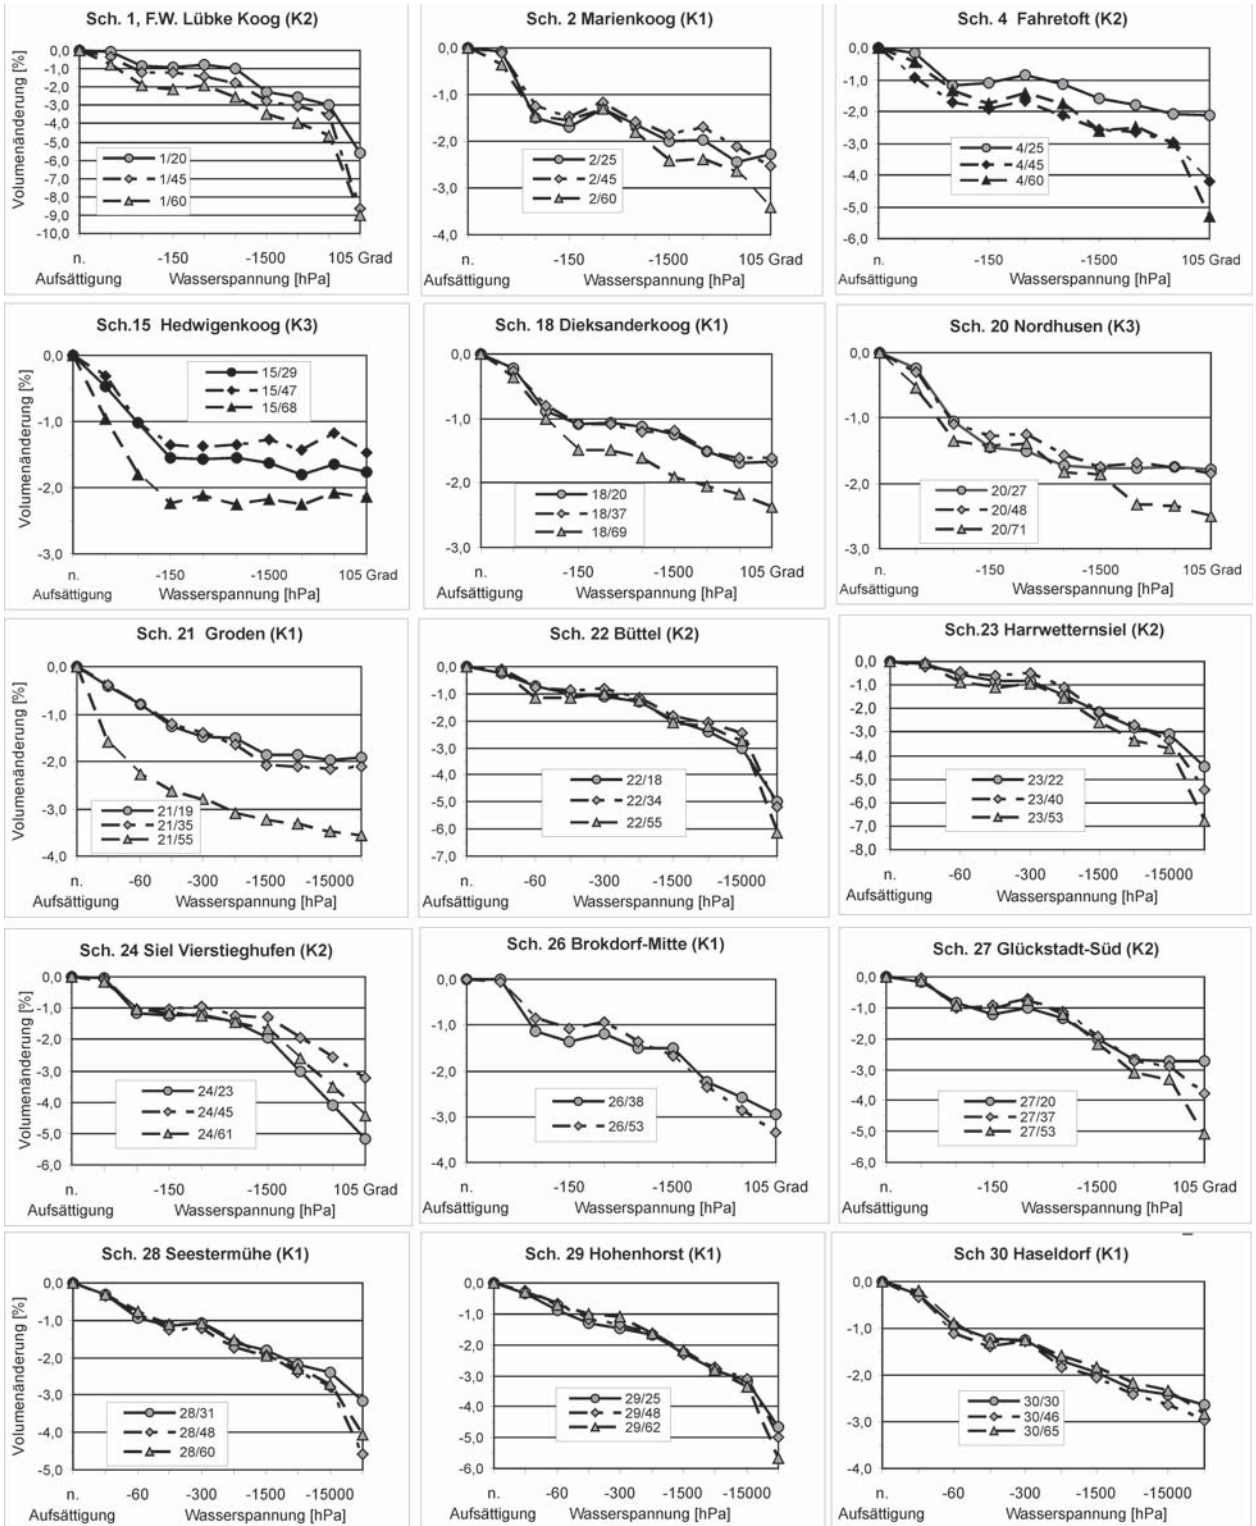 Sch. 1, F.W. Lübke Koog (K2)
Volumenänderung [%]
0,0
-1,0
-2,0
-3,0
-4,0
-5,0
-6,0
-7,0
-8,0
-9,0
-10,0
1/20
1/45
1/60
n. -150 -1500 105 Grad
Aufsättigung Wasserspannung [hPa]
Sch. 2 Marienkoog (K1)
0,0
-1,0
-2,0
-3,0
-4,0
2/25
2/45
2/60
n. -150 -1500 105 Grad
Aufsättigung Wasserspannung [hPa]
Sch. 4 Fahretoft (K2)
0,0
-1,0
-2,0
-3,0
-4,0
-5,0
-6,0
4/25
4/45
4/60
n. -150 -1500 105 Grad
Aufsättigung Wasserspannung [hPa]
Sch.15 Hedwigenkoog (K3)
Volumenänderung [%]
0,0
-1,0
-2,0
-3,0
15/29
15/47
15/68
n. -150 -1500 105 Grad
Aufsättigung Wasserspannung [hPa]
Sch. 18 Dieksanderkoog (K1)
0,0
-1,0
-2,0
-3,0
18/20
18/37
18/69
n. -150 -1500 105 Grad
Aufsättigung Wasserspannung [hPa]
Sch. 20 Nordhusen (K3)
0,0
-1,0
-2,0
-3,0
20/27
20/48
20/71
n. -150 -1500 105 Grad
Aufsättigung Wasserspannung [hPa]
Sch. 21 Groden (K1)
Volumenänderung [%]
0,0
-1,0
-2,0
-3,0
-4,0
21/19
21/35
21/55
n. -60 -300 -1500 -15000
Aufsättigung Wasserspannung [hPa]
Sch. 22 Büttel (K2)
0,0
-1,0
-2,0
-3,0
-4,0
-5,0
-6,0
-7,0
22/18
22/34
22/55
n. -60 -300 -1500 -15000
Aufsättigung Wasserspannung [hPa]
Sch.23 Harrwetternsiel (K2)
0,0
-1,0
-2,0
-3,0
-4,0
-5,0
-6,0
-7,0
-8,0
23/22
23/40
23/53
n. -60 -300 -1500 -15000
Aufsättigung Wasserspannung [hPa]
Sch. 24 Siel Vierstieghufen (K2)
Volumenänderung [%]
0,0
-1,0
-2,0
-3,0
-4,0
-5,0
-6,0
24/23
24/45
24/61
n. -150 -1500 105 Grad
Aufsättigung Wasserspannung [hPa]
Sch. 26 Brokdorf-Mitte (K1)
0,0
-1,0
-2,0
-3,0
-4,0
26/38
26/53
n. -150 -1500 105 Grad
Aufsättigung Wasserspannung [hPa]
Sch. 27 Glückstadt-Süd (K2)
0,0
-1,0
-2,0
-3,0
-4,0
-5,0
-6,0
27/20
27/37
27/53
n. -150 -1500 105 Grad
Aufsättigung Wasserspannung [hPa]
Sch. 28 Seestermühe (K1)
Volumenänderung [%]
0,0
-1,0
-2,0
-3,0
-4,0
-5,0
28/31
28/48
28/60
n. -60 -300 -1500 -15000
Aufsättigung Wasserspannung [hPa]
Sch. 29 Hohenhorst (K1)
0,0
-1,0
-2,0
-3,0
-4,0
-5,0
-6,0
29/25
29/48
29/62
n. -60 -300 -1500 -15000
Aufsättigung Wasserspannung [hPa]
Sch 30 Haseldorf (K1)
0,0
-1,0
-2,0
-3,0
-4,0
30/30
30/46
30/65
n. -60 -300 -1500 -15000
Aufsättigung Wasserspannung [hPa]